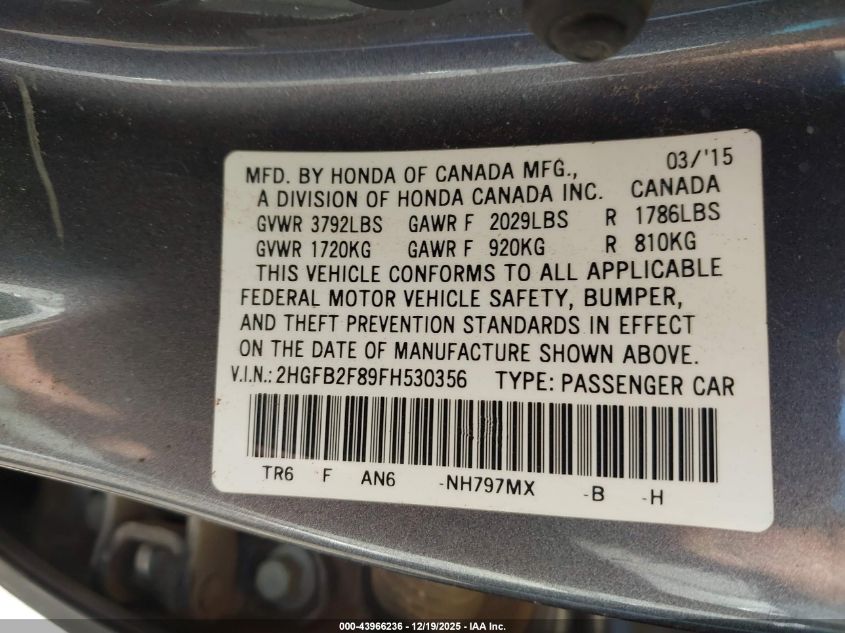 MFD. BY HONDA OF CANADA MFG., 03/'15
A DIVISION OF HONDA CANADA INC. CANADA
GVWR 3792LBS GAWR F 2029LBS R 1786LBS
GVWR 1720KG GAWR F 920KG R 810KG
THIS VEHICLE CONFORMS TO ALL APPLICABLE
FEDERAL MOTOR VEHICLE SAFETY, BUMPER,
AND THEFT PREVENTION STANDARDS IN EFFECT
ON THE DATE OF MANUFACTURE SHOWN ABOVE.
V.I.N.: 2HGFB2F89FH530356 TYPE: PASSENGER CAR
TR6 F AN6 -NH797MX -B -H
000-43966236 - 12/19/2025 - IAA Inc.